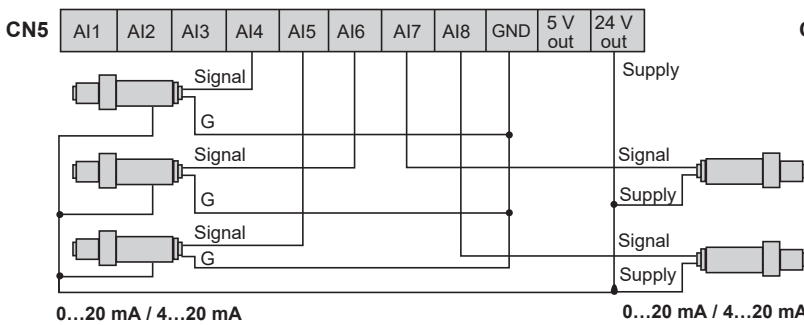 CN5 AI1 AI2 AI3 AI4 AI5 AI6 AI7 AI8 GND 5 V out 24 V out
Supply
Signal
G
Signal
G
Signal
G
Signal
Supply
Signal
Supply
0…20 mA / 4…20 mA
0…20 mA / 4…20 mA